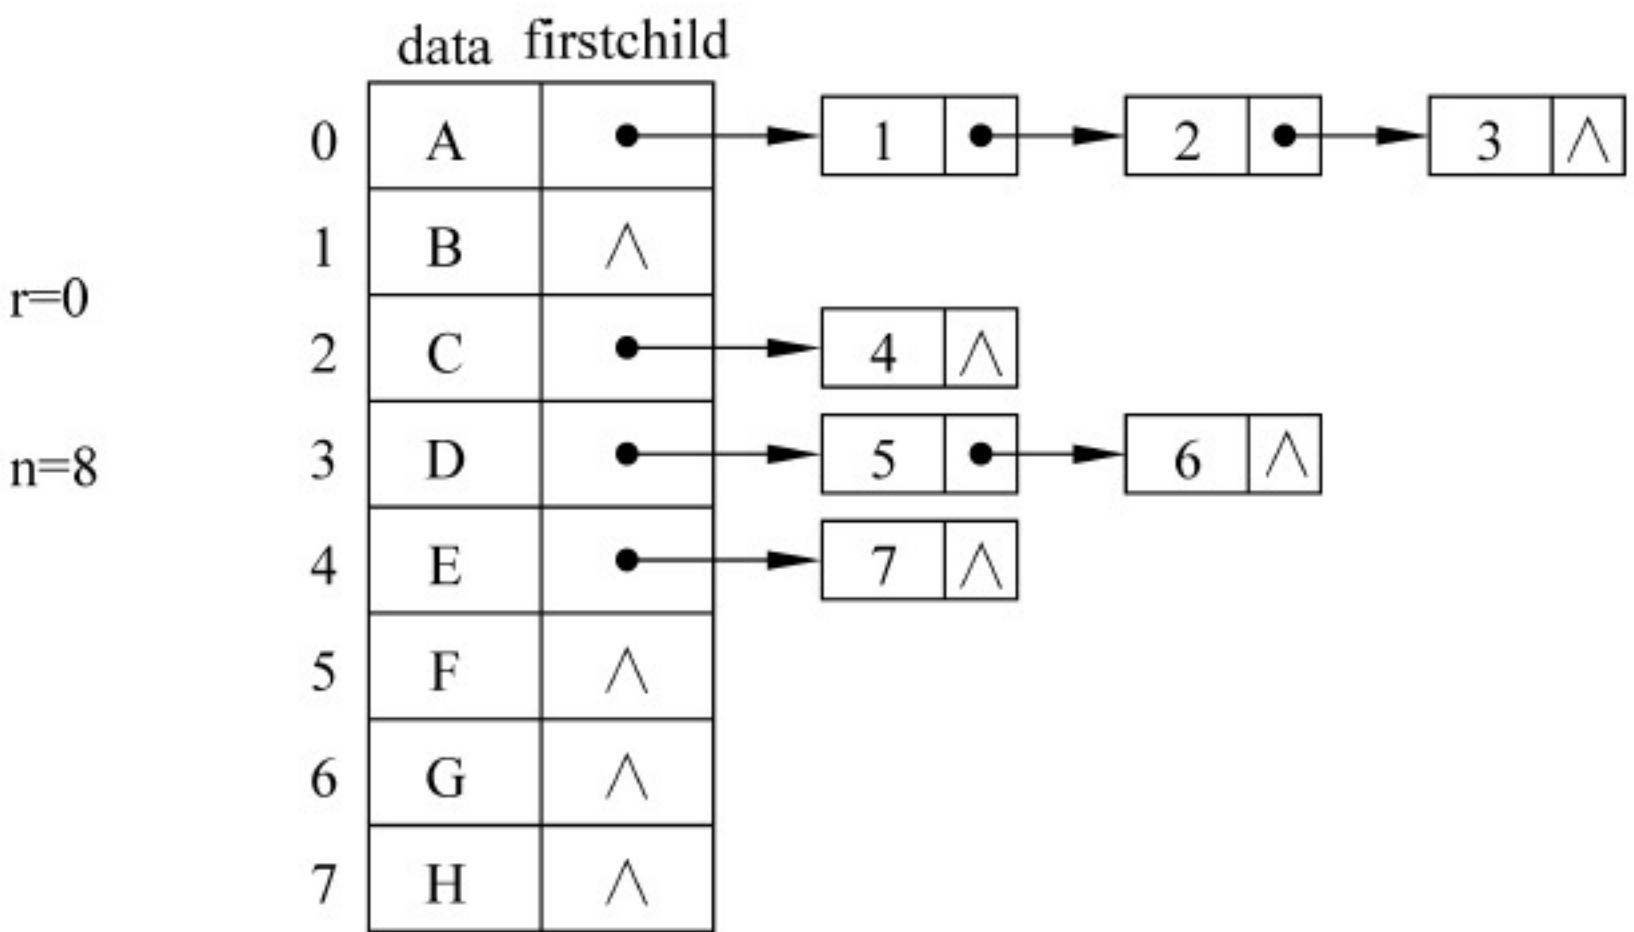 data firstchild
0 A 1 2 3 ∧
1 B ∧
r=0
2 C 4 ∧
n=8
3 D 5 6 ∧
4 E 7 ∧
5 F ∧
6 G ∧
7 H ∧